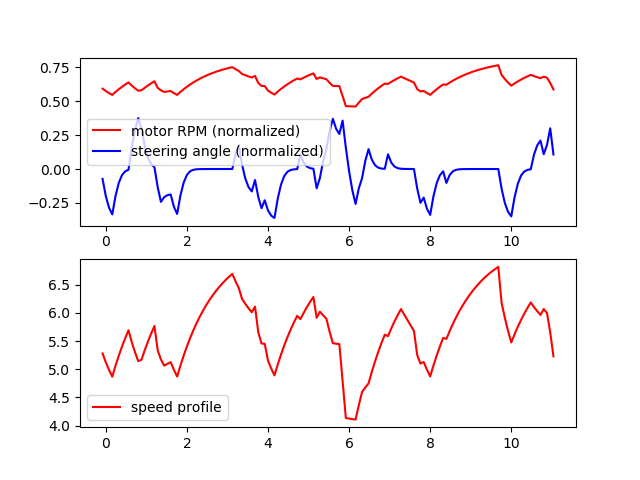 0.75
0.50
0.25
0.00
−0.25
motor RPM (normalized)
steering angle (normalized)
0 2 4 6 8 10
6.5
6.0
5.5
5.0
4.5
4.0
speed profile
0 2 4 6 8 10